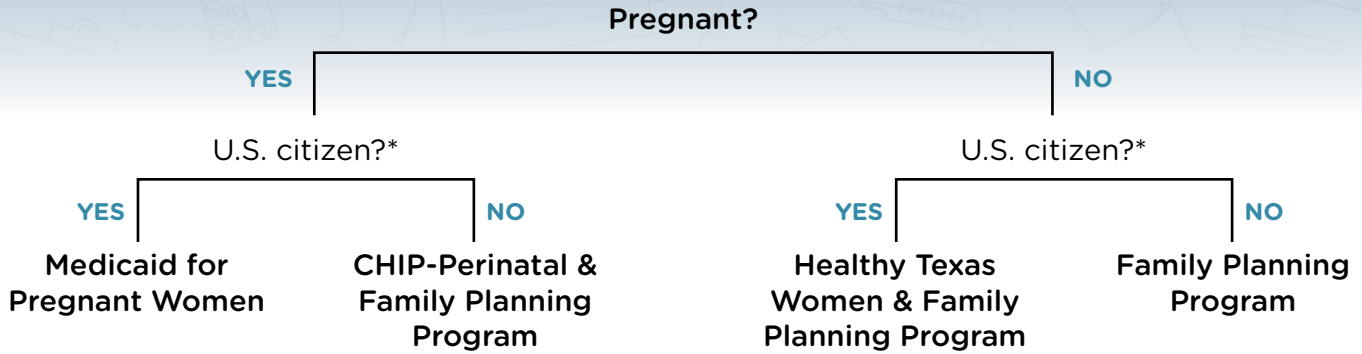 Pregnant?
YES
NO
U.S. citizen?*
U.S. citizen?*
YES
NO
YES
NO
Medicaid for
Pregnant Women
CHIP-Perinatal &
Family Planning
Program
Healthy Texas
Women & Family
Planning Program
Family Planning
Program